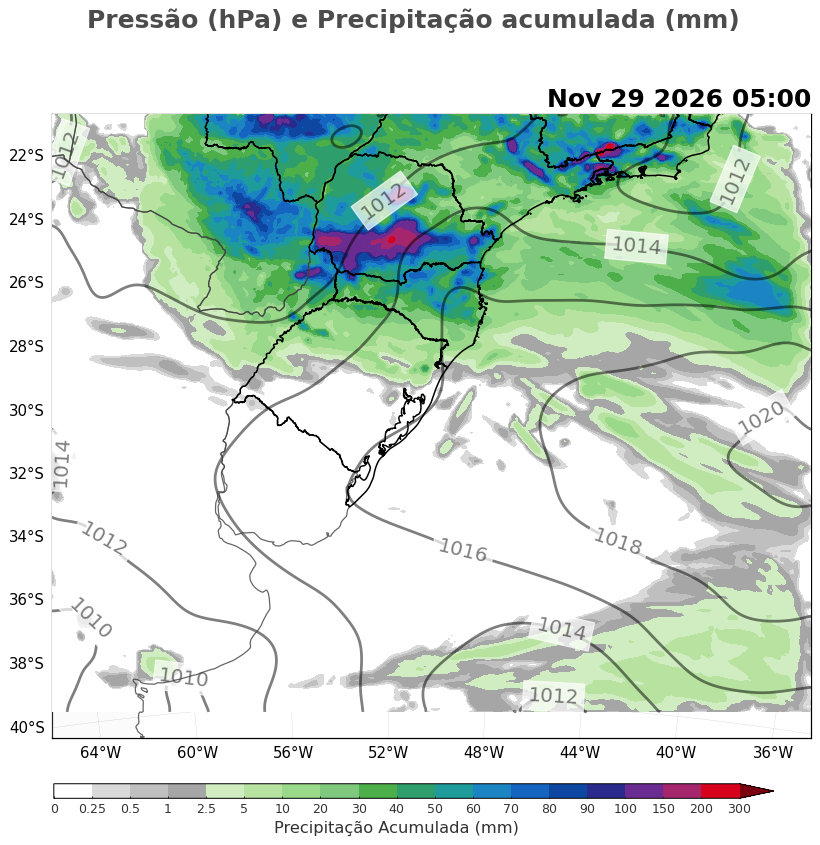 Pressão (hPa) e Precipitação acumulada (mm)
Nov 29 2026 05:00
1012
22°S
1012
1012
24°S
1014
26°S
28°S
30°S
1020
1014
32°S
34°S
1012
1018
1016
36°S
1010
1014
38°S
1010
1012
40°S
64°W 60°W 56°W 52°W 48°W 44°W 40°W 36°W
0 0.25 0.5 1 2.5 5 10 20 30 40 50 60 70 80 90 100 150 200 300
Precipitação Acumulada (mm)